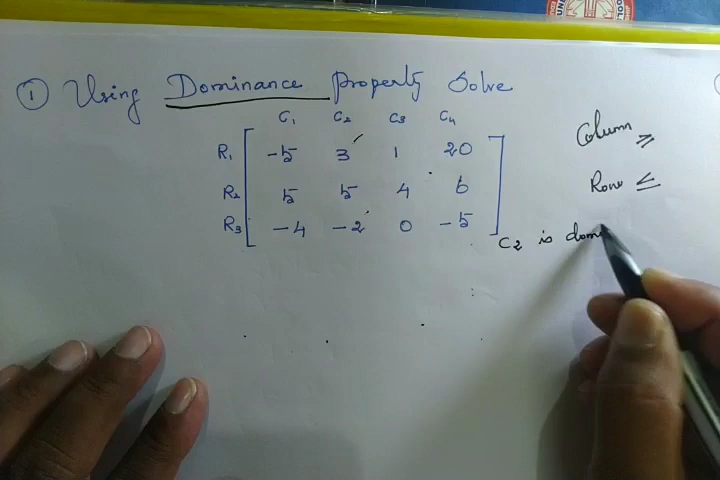 ① Using Dominance Property Solve
C1 C2 C3 C4
Column ≥
R1 -5 3 1 20
R2 5 5 4 6
Row ≤
R3 -4 -2 0 -5
C2 is dom